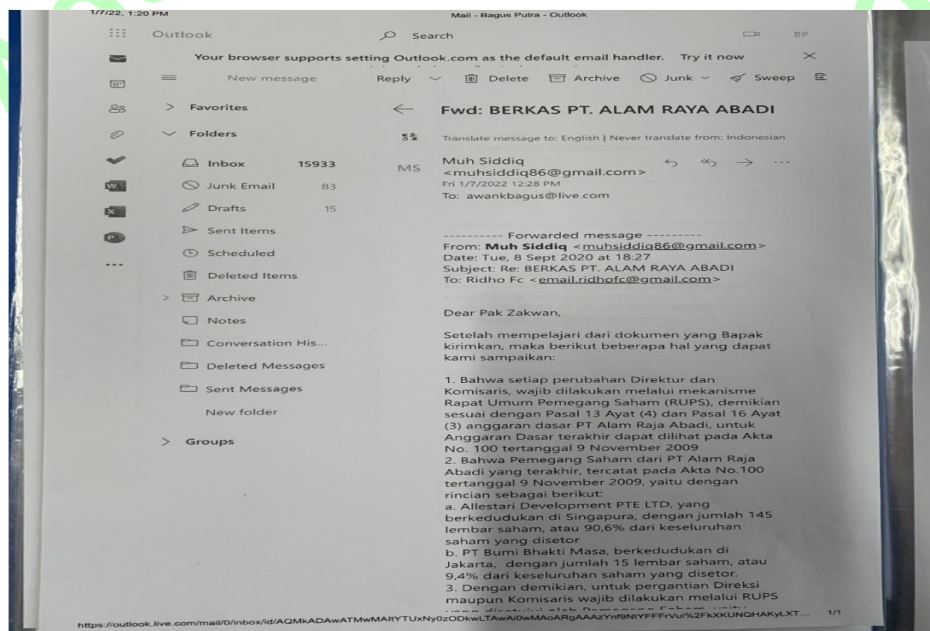 1/7/22, 1:20 PM
Mail - Bagus Putra - Outlook
Outlook
Search
BP
Your browser supports setting Outlook.com as the default email handler. Try it now
New message
Reply
Delete
Archive
Junk
Sweep
Favorites
Folders
Inbox 15933
Junk Email 83
Drafts 15
Sent Items
Scheduled
Deleted Items
Archive
Notes
Conversation His...
Deleted Messages
Sent Messages
New folder
Groups
Fwd: BERKAS PT. ALAM RAYA ABADI
Translate message to: English | Never translate from: Indonesian
MS
Muh Siddiq
<muhsiddiq86@gmail.com>
Fri 1/7/2022 12:28 PM
To: awankbagus@live.com
---------- Forwarded message ---------
From: Muh Siddiq <muhsiddiq86@gmail.com>
Date: Tue, 8 Sept 2020 at 18:27
Subject: Re: BERKAS PT. ALAM RAYA ABADI
To: Ridho Fc <email.ridhofc@gmail.com>
Dear Pak Zakwan,
Setelah mempelajari dari dokumen yang Bapak
kirimkan, maka berikut beberapa hal yang dapat
kami sampaikan:
1. Bahwa setiap perubahan Direktur dan
Komisaris, wajib dilakukan melalui mekanisme
Rapat Umum Pemegang Saham (RUPS), demikian
sesuai dengan Pasal 13 Ayat (4) dan Pasal 16 Ayat
(3) anggaran dasar PT Alam Raja Abadi, untuk
Anggaran Dasar terakhir dapat dilihat pada Akta
No. 100 tertanggal 9 November 2009
2. Bahwa Pemegang Saham dari PT Alam Raja
Abadi yang terakhir, tercatat pada Akta No.100
tertanggal 9 November 2009, yaitu dengan
rincian sebagai berikut:
a. Allestari Development PTE LTD, yang
berkedudukan di Singapura, dengan jumlah 145
lembar saham, atau 90,6% dari keseluruhan
saham yang disetor
b. PT Bumi Bhakti Masa, berkedudukan di
Jakarta, dengan jumlah 15 lembar saham, atau
9,4% dari keseluruhan saham yang disetor.
3. Dengan demikian, untuk pergantian Direksi
maupun Komisaris wajib dilakukan melalui RUPS
1/1